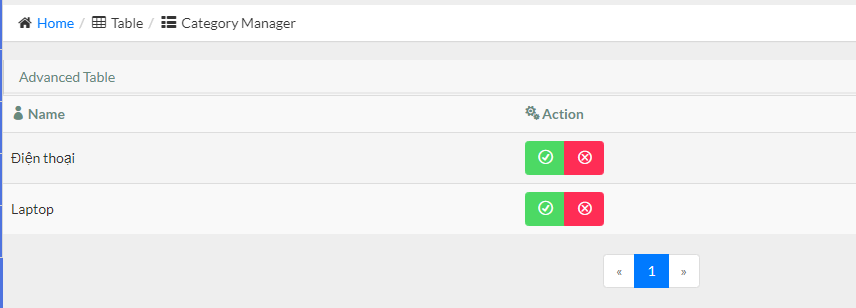 Home / Table / Category Manager
Advanced Table
Name Action
Điện thoại
Laptop
« 1 »